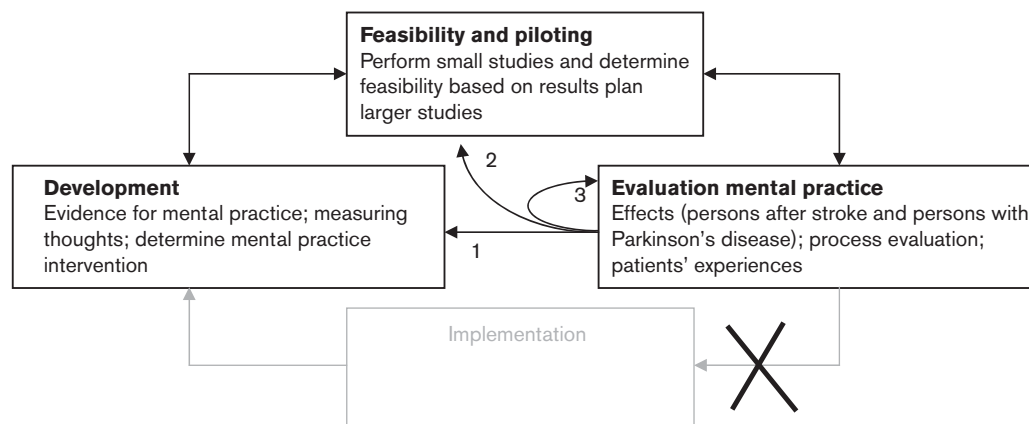 Feasibility and piloting
Perform small studies and determine
feasibility based on results plan
larger studies
2
3
1
Development
Evidence for mental practice; measuring
thoughts; determine mental practice
intervention
Evaluation mental practice
Effects (persons after stroke and persons with
Parkinson's disease); process evaluation;
patients' experiences
Implementation